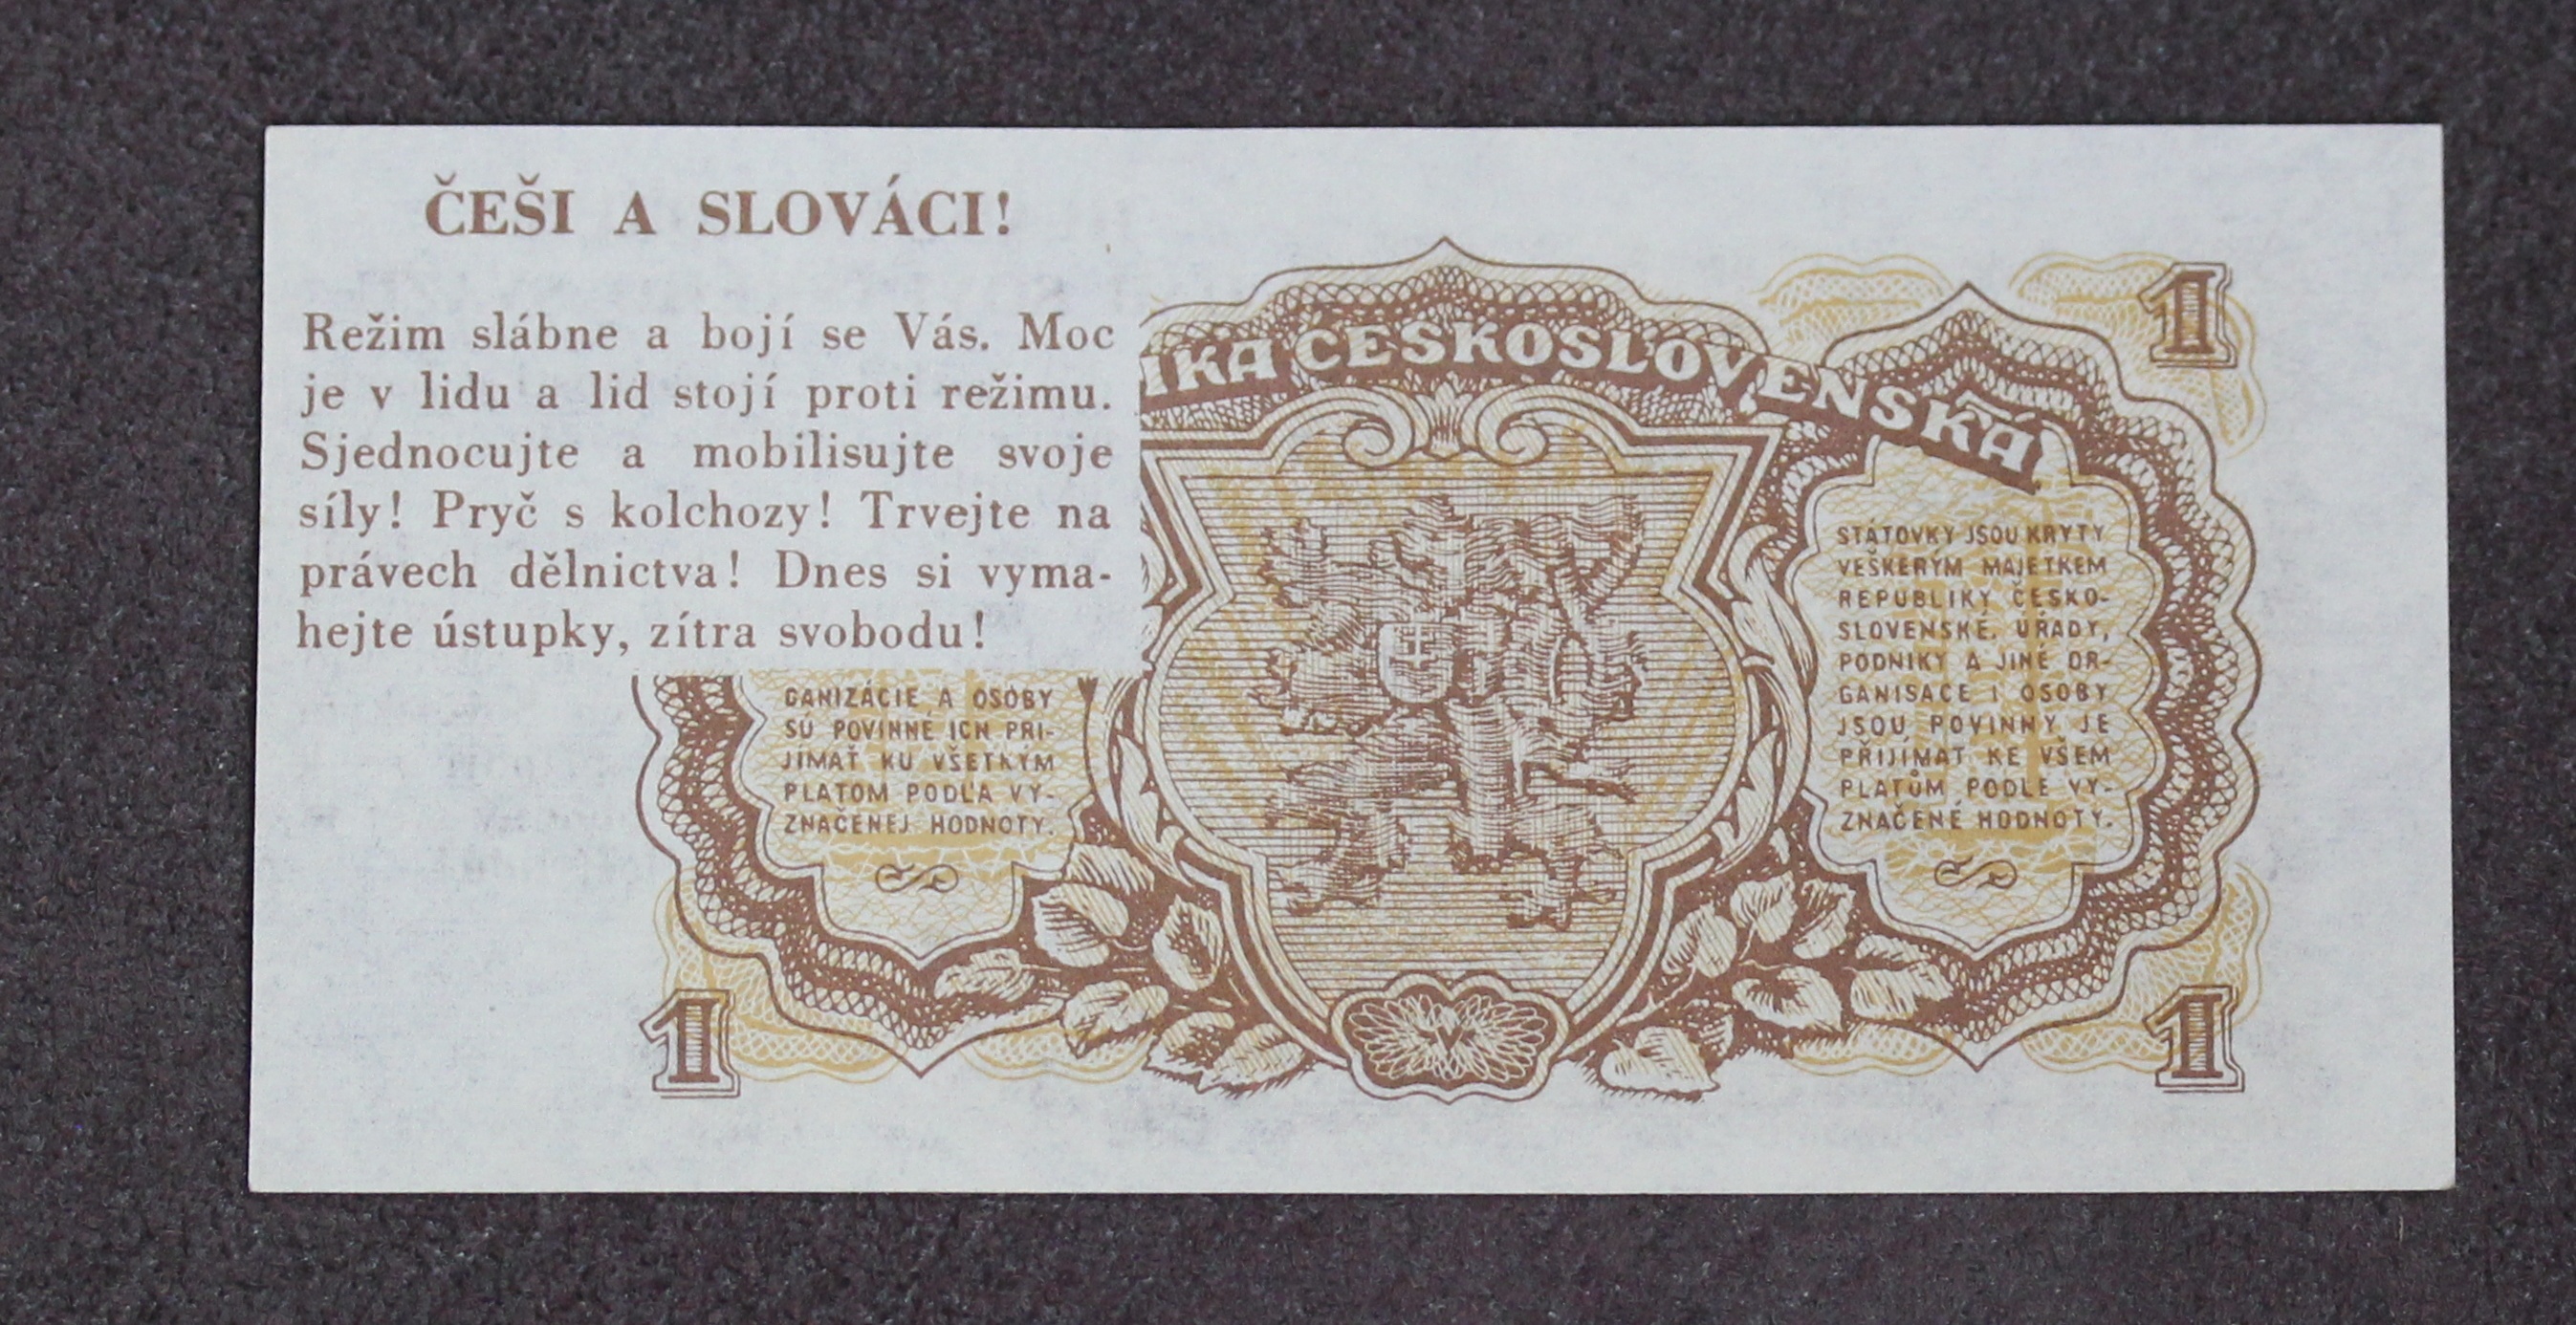 ČEŠI A SLOVÁCI!
Režim slábne a bojí se Vás. Moc
je v lidu a lid stojí proti režimu.
Sjednocujte a mobilisujte svoje
síly! Pryč s kolchozy! Trvejte na
právech dělnictva! Dnes si vyma-
hejte ústupky, zítra svobodu!
IKA ČESKOSLOVENSKÁ
1
GANIZÁCIE A OSOBY
SÚ POVINNÉ ICH PRI-
JÍMAŤ KU VŠETKÝM
PLATOM PODĽA VY-
ZNAČENEJ HODNOTY.
STÁTOVKY JSOU KRYTY
VEŠKERÝM MAJETKEM
REPUBLIKY ČESKO-
SLOVENSKÉ. ÚŘADY,
PODNIKY A JINÉ OR-
GANISACE I OSOBY
JSOU POVINNY JE
PŘIJÍMAT KE VŠEM
PLATŮM PODLE VY-
ZNAČENÉ HODNOTY.
1
1